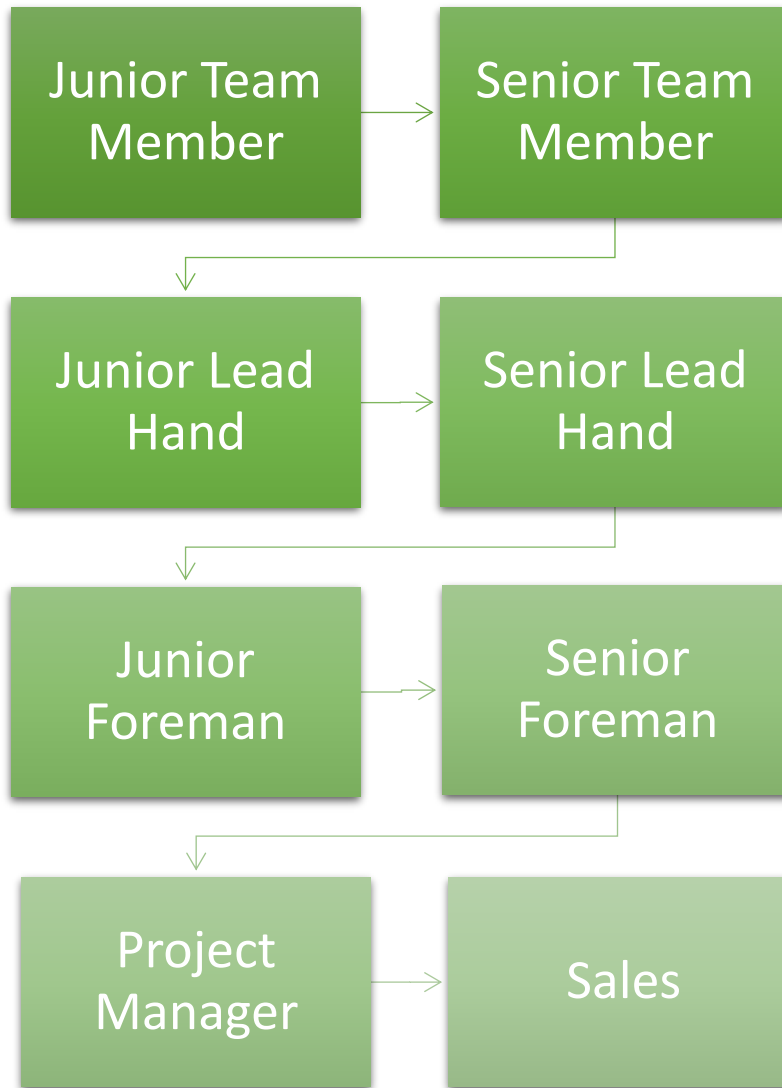 Junior Team
Member
Senior Team
Member
Junior Lead
Hand
Senior Lead
Hand
Junior
Foreman
Senior
Foreman
Project
Manager
Sales